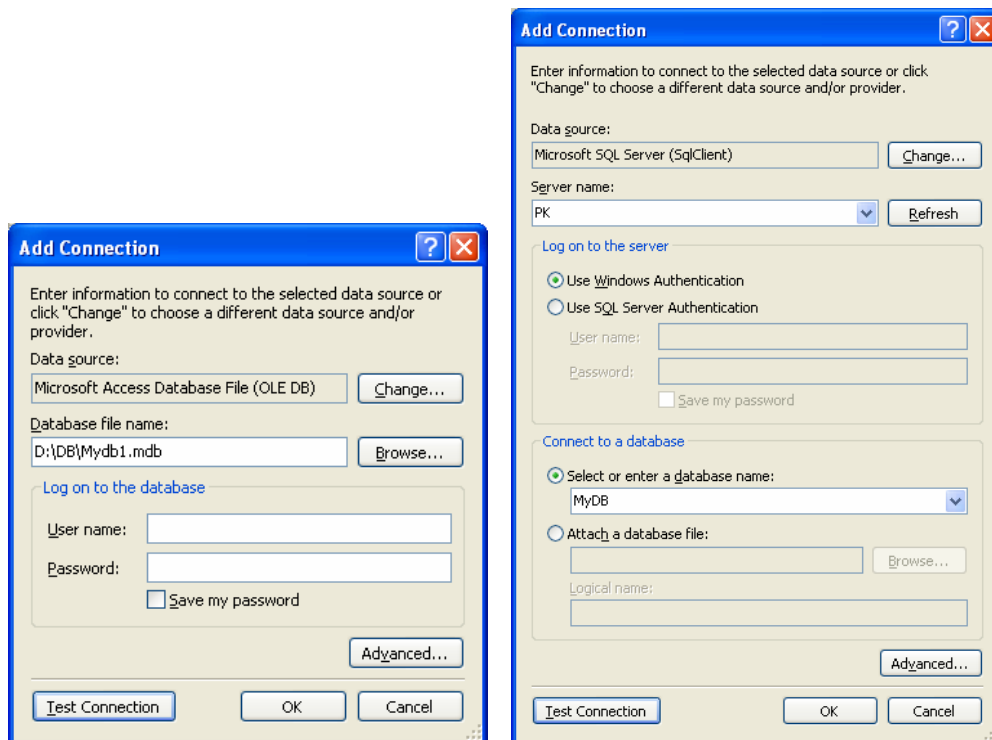 Add Connection
Enter information to connect to the selected data source or
click "Change" to choose a different data source and/or
provider.
Data source:
Microsoft Access Database File (OLE DB)
Change...
Database file name:
D:\DB\Mydb1.mdb
Browse...
Log on to the database
User name:
Password:
Save my password
Advanced...
Test Connection
OK
Cancel
Add Connection
Enter information to connect to the selected data source or click
"Change" to choose a different data source and/or provider.
Data source:
Microsoft SQL Server (SqlClient)
Change...
Server name:
PK
Refresh
Log on to the server
Use Windows Authentication
Use SQL Server Authentication
User name:
Password:
Save my password
Connect to a database
Select or enter a database name:
MyDB
Attach a database file:
Browse...
Logical name:
Advanced...
Test Connection
OK
Cancel